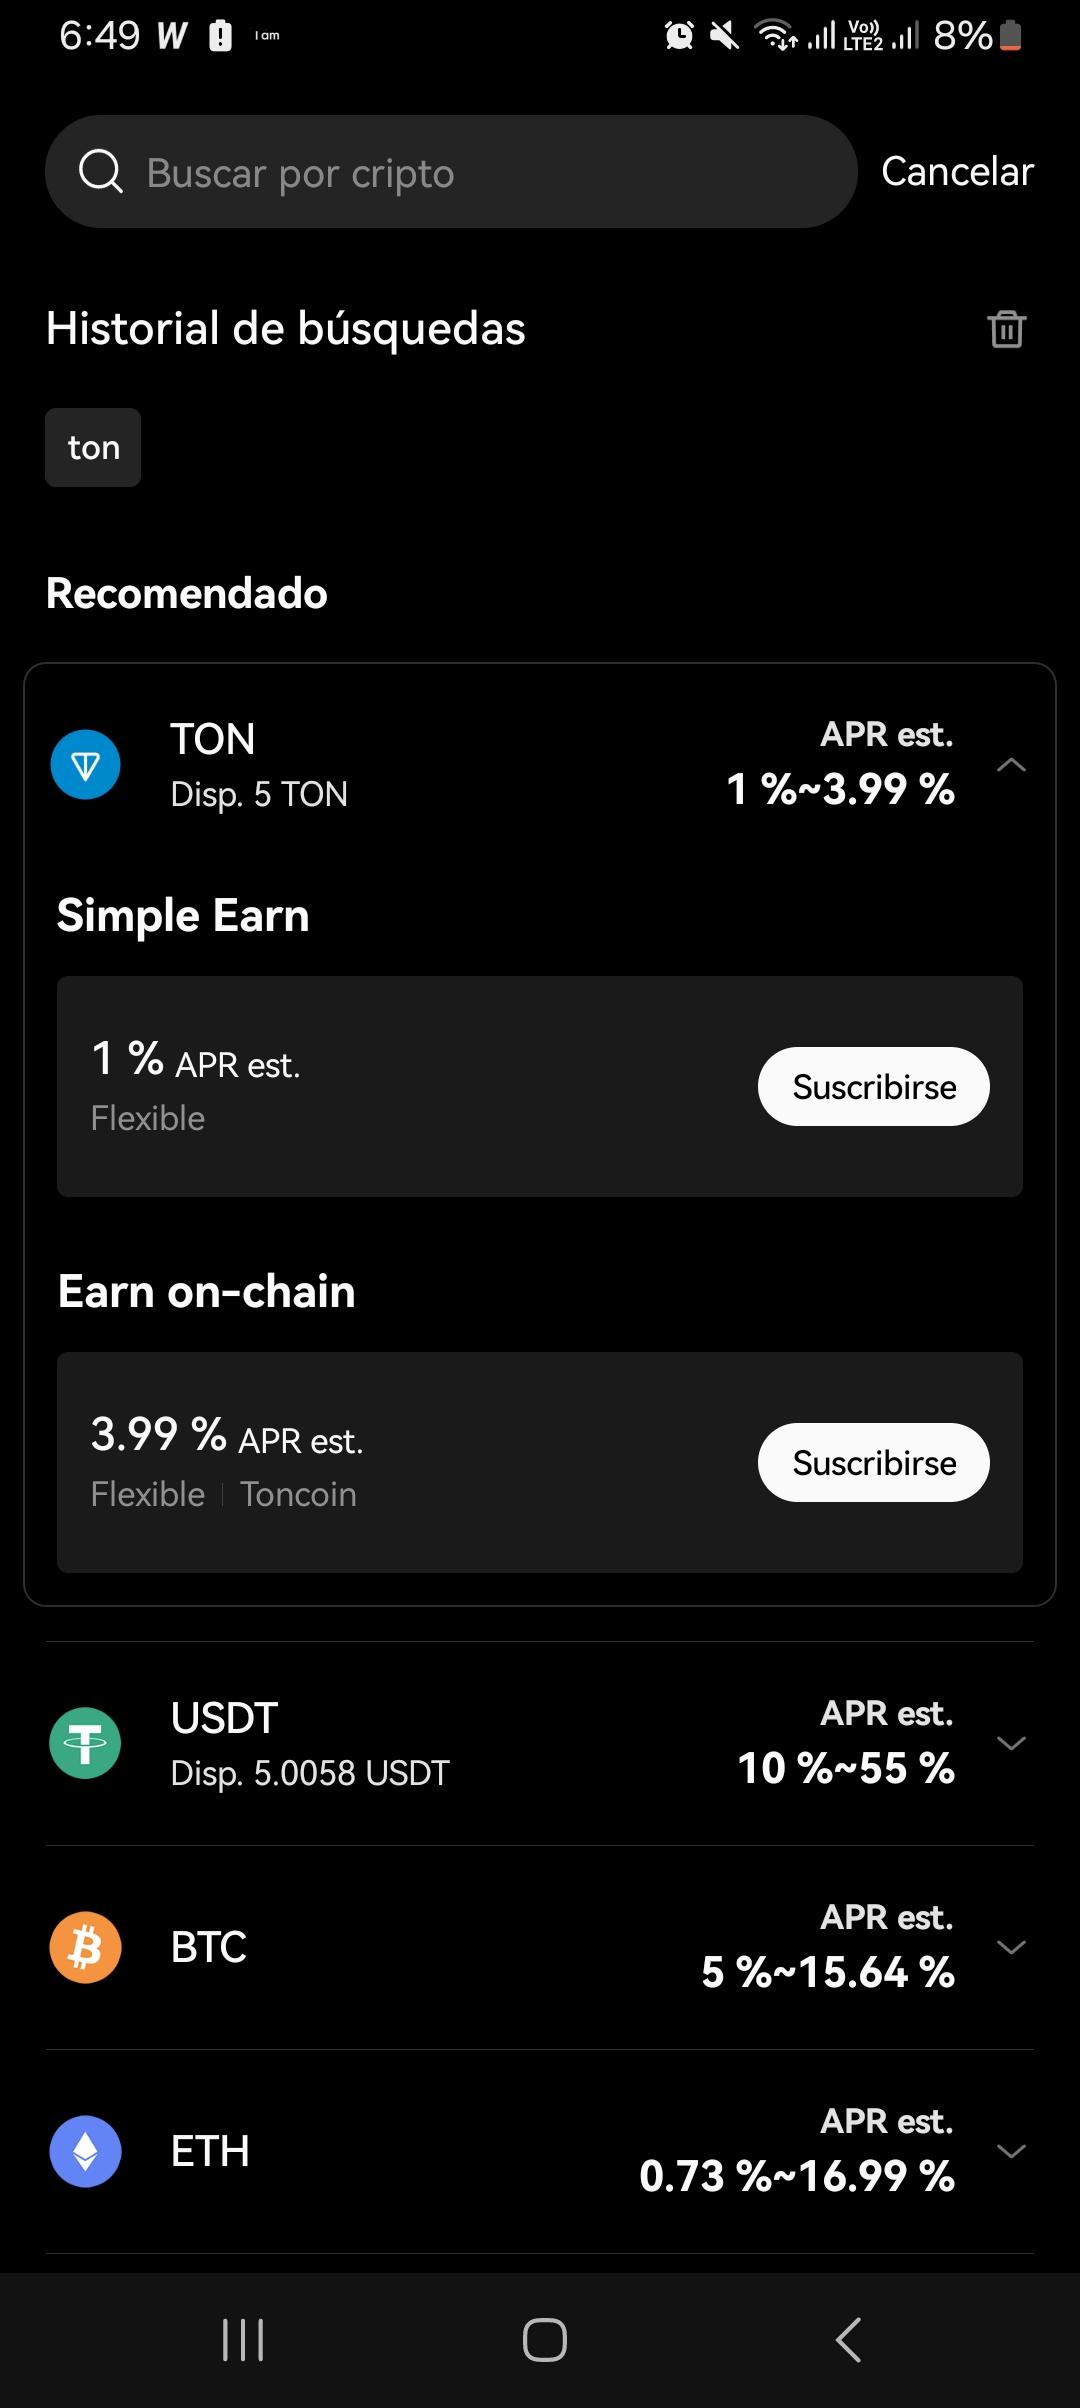 6:49 W I am Vo)) LTE2 8%
Buscar por cripto Cancelar
Historial de búsquedas
ton
Recomendado
TON APR est.
Disp. 5 TON 1 %~3.99 %
Simple Earn
1 % APR est. Suscribirse
Flexible
Earn on-chain
3.99 % APR est. Suscribirse
Flexible | Toncoin
USDT APR est.
Disp. 5.0058 USDT 10 %~55 %
BTC APR est.
5 %~15.64 %
ETH APR est.
0.73 %~16.99 %